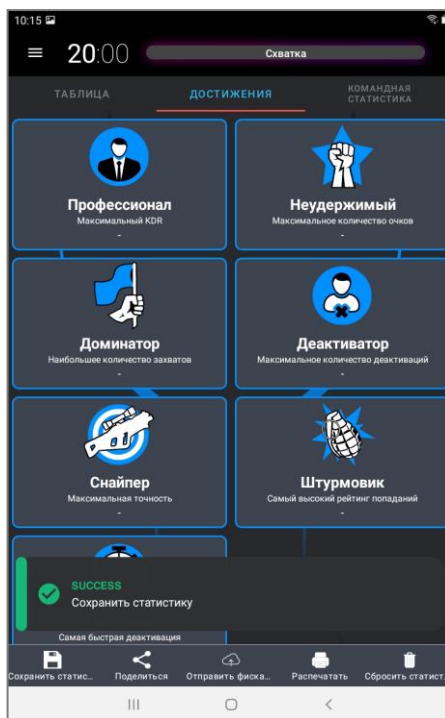 10:15
20:00
Схватка
ТАБЛИЦА
ДОСТИЖЕНИЯ
КОМАНДНАЯ
СТАТИСТИКА
Профессионал
Максимальный KDR
-
Неудержимый
Максимальное количество очков
-
Доминатор
Наибольшее количество захватов
-
Деактиватор
Максимальное количество деактиваций
-
Снайпер
Максимальная точность
-
Штурмовик
Самый высокий рейтинг попаданий
-
SUCCESS
Сохранить статистику
Самая быстрая деактивация
Сохранить статис...
Поделиться
Отправить фиска...
Распечатать
Сбросить статист.